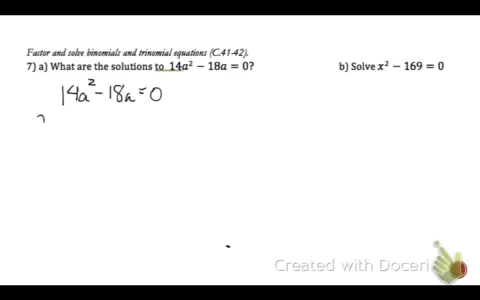 Factor and solve binomials and trinomial equations (C.41-42).
7) a) What are the solutions to 14a² − 18a = 0?
b) Solve x² − 169 = 0
14a² - 18a = 0
Created with Doceri